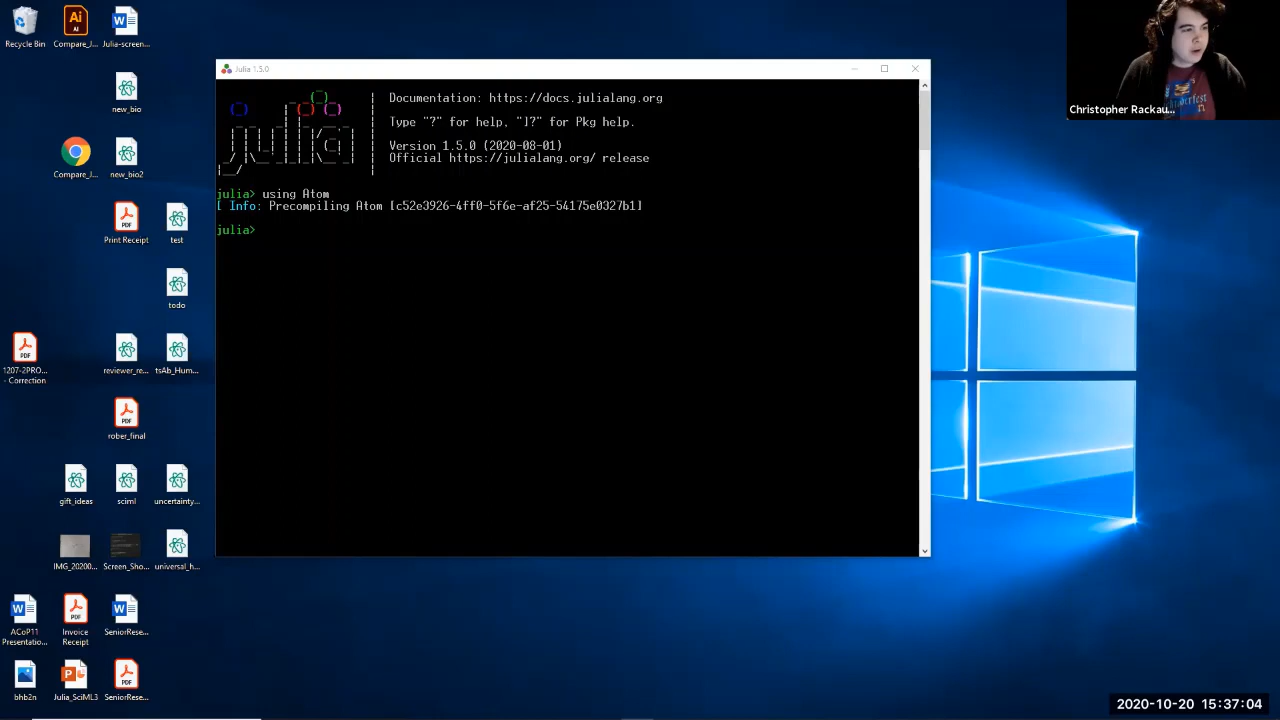 Recycle Bin
Compare_J...
Julia-screen...
new_bio
Compare_J...
new_bio2
Print Receipt
test
todo
1207-2PRO...
- Correction
reviewer_re...
tsAb_Hum...
rober_final
gift_ideas
sciml
uncertainty...
IMG_20200...
Screen_Sho...
universal_h...
ACoP11
Presentatio...
Invoice
Receipt
SeniorRese...
bhb2n
Julia_SciML3
SeniorRese...
Julia 1.5.0
Documentation: https://docs.julialang.org
Type "?" for help, "]?" for Pkg help.
Version 1.5.0 (2020-08-01)
Official https://julialang.org/ release
julia> using Atom
[ Info: Precompiling Atom [c52e3926-4ff0-5f6e-af25-54175e0327b1]
julia>
Christopher Rackau...
2020-10-20 15:37:04